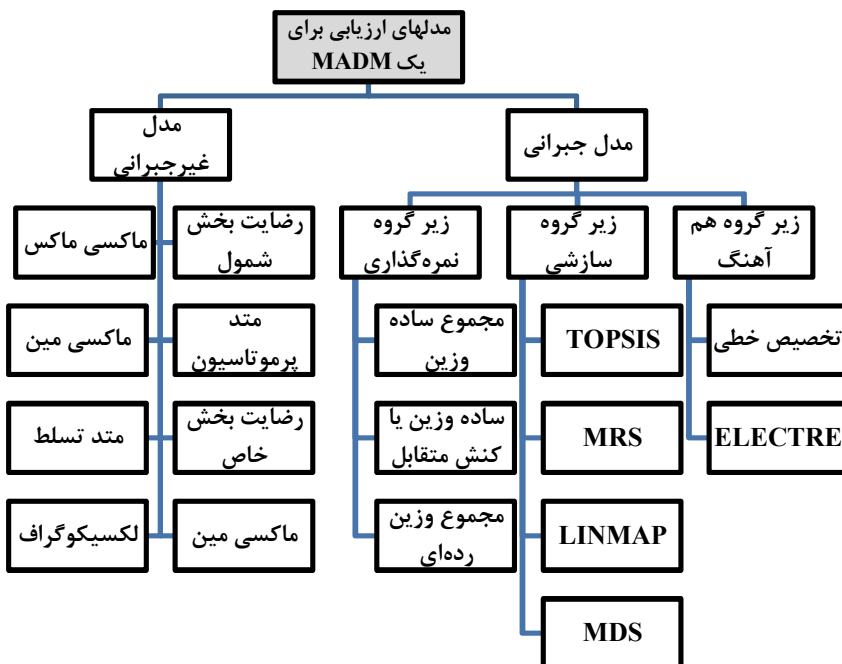 مدلهای ارزیابی برای
یک MADM
مدل جبرانی
مدل
غیرجبرانی
زیر گروه هم
آهنگ
زیر گروه
سازشی
زیر گروه
نمره‌گذاری
رضایت بخش
شمول
ماکسی ماکس
تخصیص خطی
TOPSIS
مجموع ساده
وزین
متد
پرموتاسیون
ماکسی مین
ELECTRE
MRS
ساده وزین یا
کنش متقابل
رضایت بخش
خاص
متد تسلط
LINMAP
مجموع وزین
رده‌ای
ماکسی مین
لکسیکوگراف
MDS